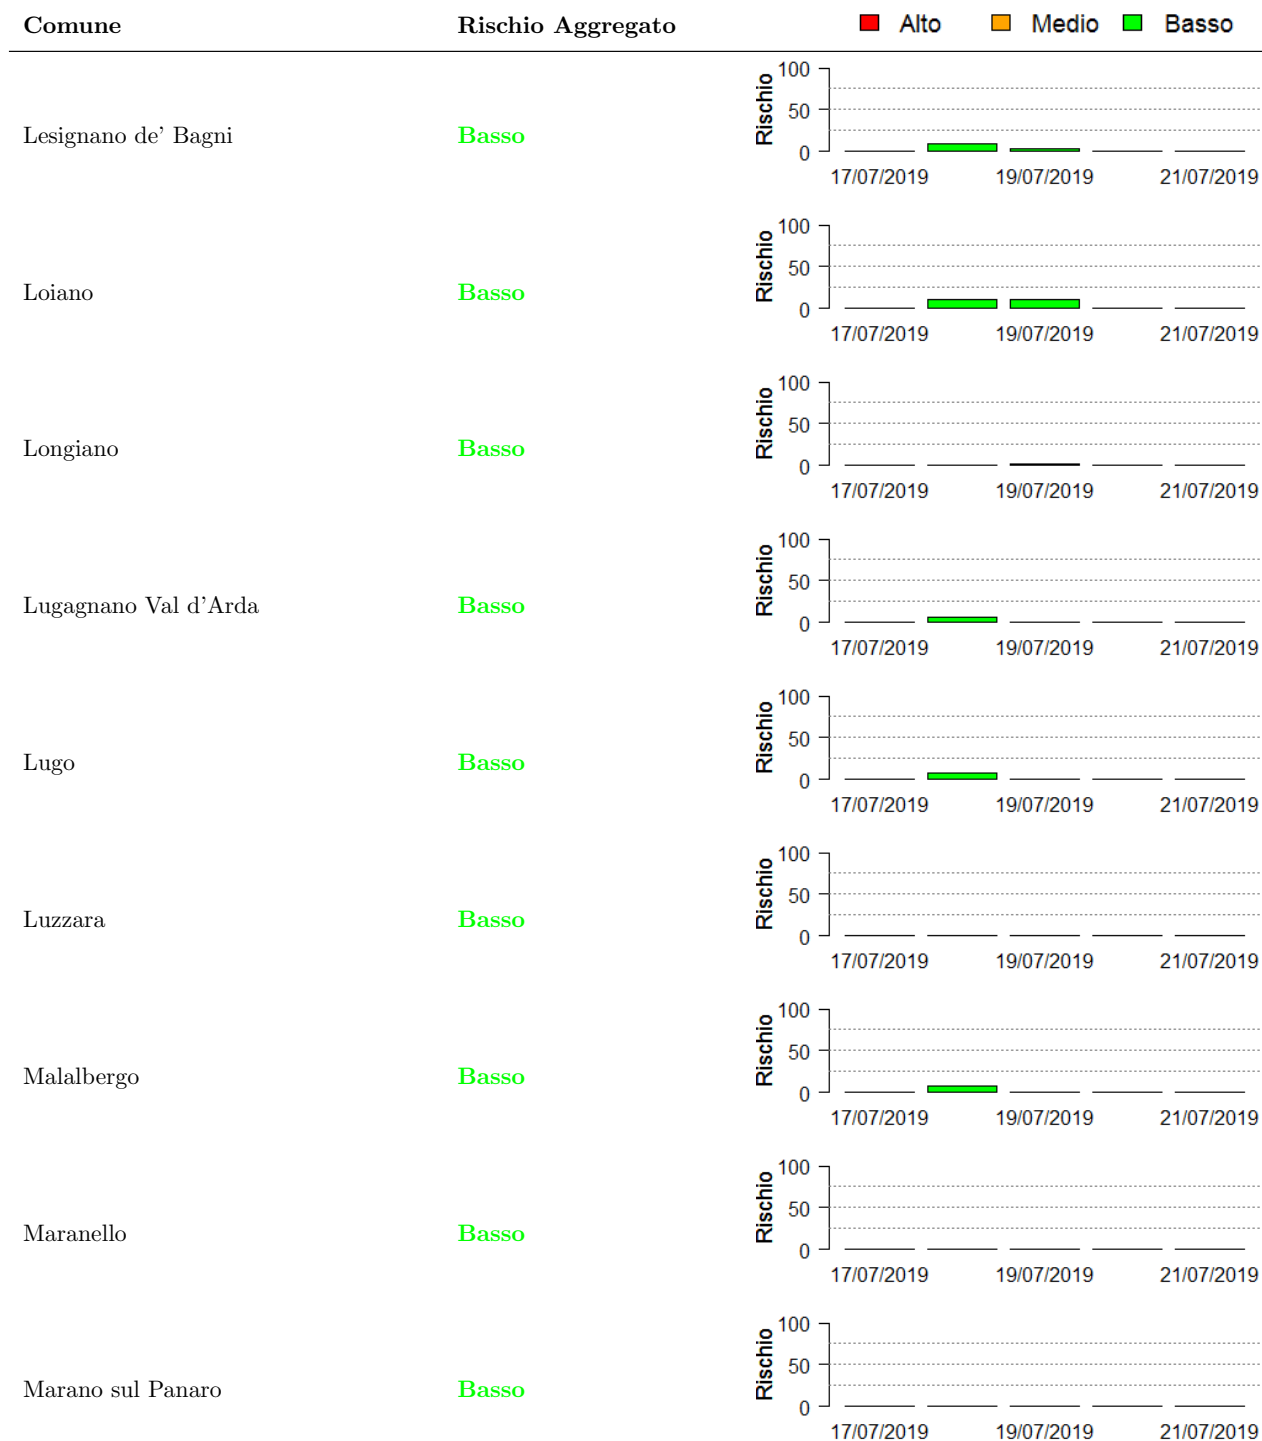 Comune Rischio Aggregato Alto Medio Basso
Lesignano de' Bagni Basso Rischio 100 50 0
17/07/2019 19/07/2019 21/07/2019
Loiano Basso Rischio 100 50 0
17/07/2019 19/07/2019 21/07/2019
Longiano Basso Rischio 100 50 0
17/07/2019 19/07/2019 21/07/2019
Lugagnano Val d'Arda Basso Rischio 100 50 0
17/07/2019 19/07/2019 21/07/2019
Lugo Basso Rischio 100 50 0
17/07/2019 19/07/2019 21/07/2019
Luzzara Basso Rischio 100 50 0
17/07/2019 19/07/2019 21/07/2019
Malalbergo Basso Rischio 100 50 0
17/07/2019 19/07/2019 21/07/2019
Maranello Basso Rischio 100 50 0
17/07/2019 19/07/2019 21/07/2019
Marano sul Panaro Basso Rischio 100 50 0
17/07/2019 19/07/2019 21/07/2019